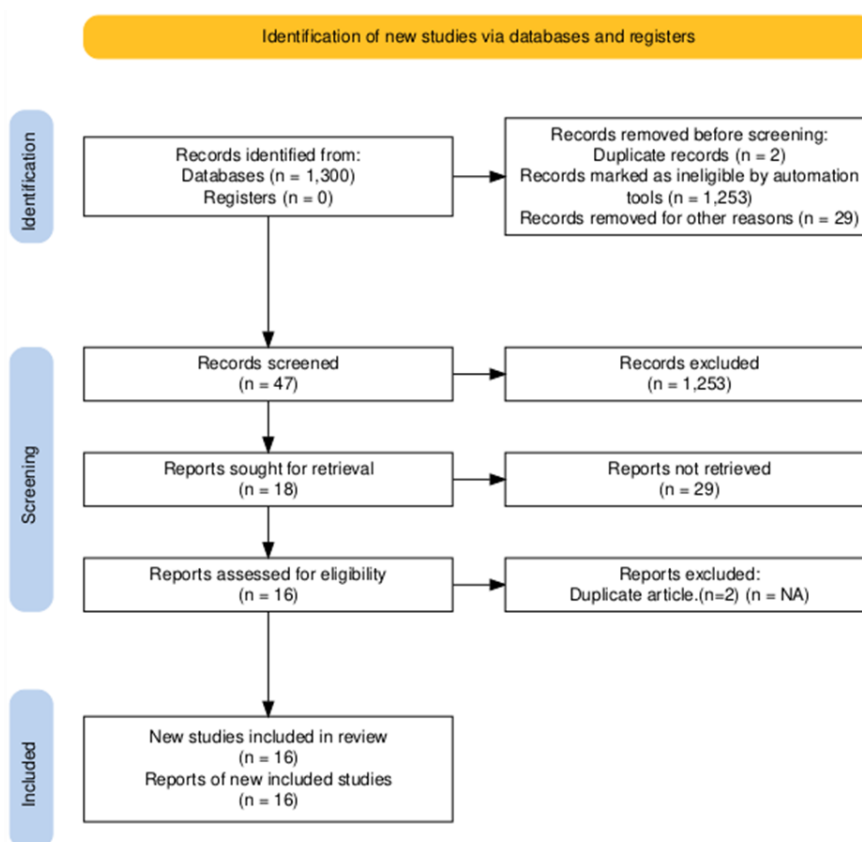 Identification of new studies via databases and registers
Identification
Records identified from:
Databases (n = 1,300)
Registers (n = 0)
Records removed before screening:
Duplicate records (n = 2)
Records marked as ineligible by automation
tools (n = 1,253)
Records removed for other reasons (n = 29)
Screening
Records screened
(n = 47)
Records excluded
(n = 1,253)
Reports sought for retrieval
(n = 18)
Reports not retrieved
(n = 29)
Reports assessed for eligibility
(n = 16)
Reports excluded:
Duplicate article.(n=2) (n = NA)
Included
New studies included in review
(n = 16)
Reports of new included studies
(n = 16)